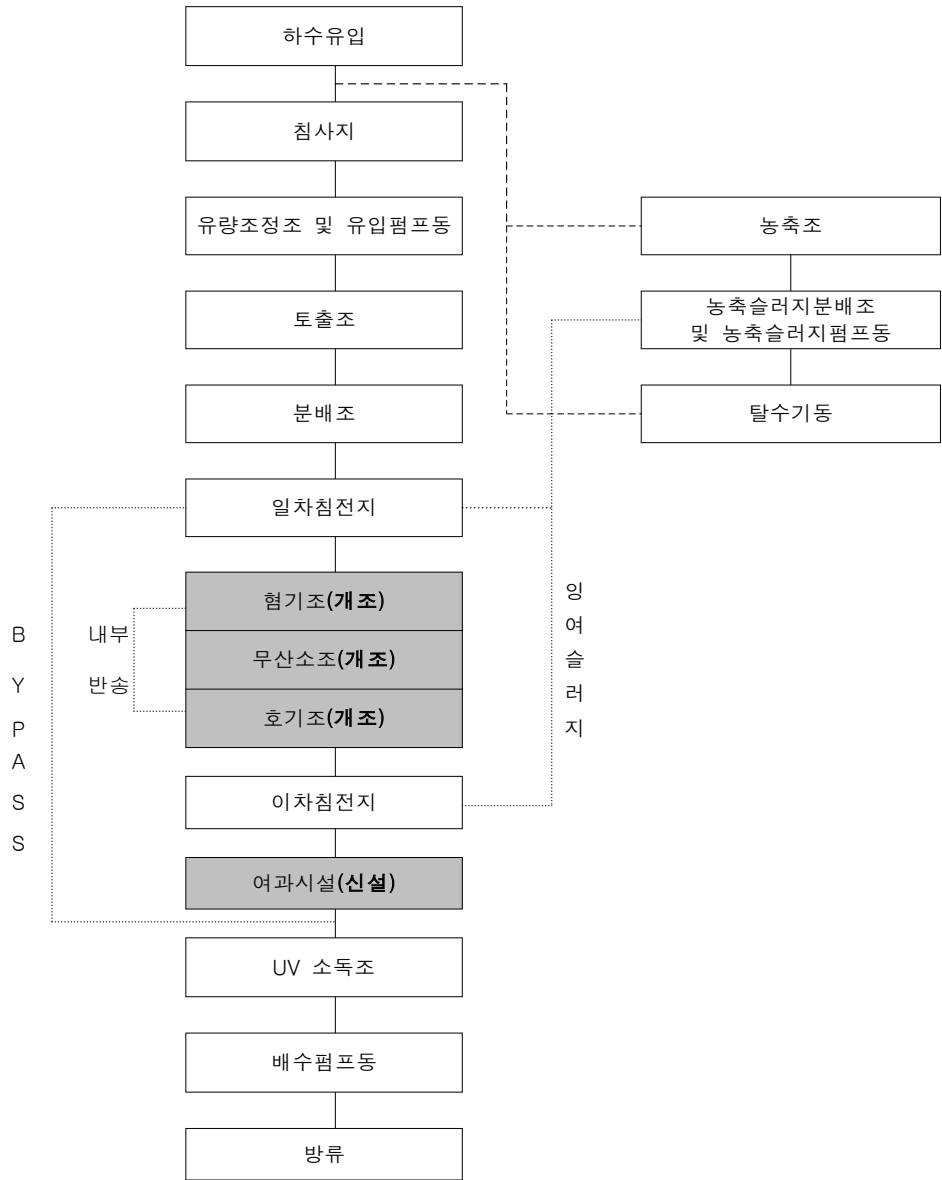 하수유입
침사지
유량조정조 및 유입펌프동
농축조
토출조
농축슬러지분배조
및 농축슬러지펌프동
분배조
탈수기동
일차침전지
혐기조(개조)
무산소조(개조)
호기조(개조)
내부
반송
BYPASS
잉여슬러지
이차침전지
여과시설(신설)
UV 소독조
배수펌프동
방류